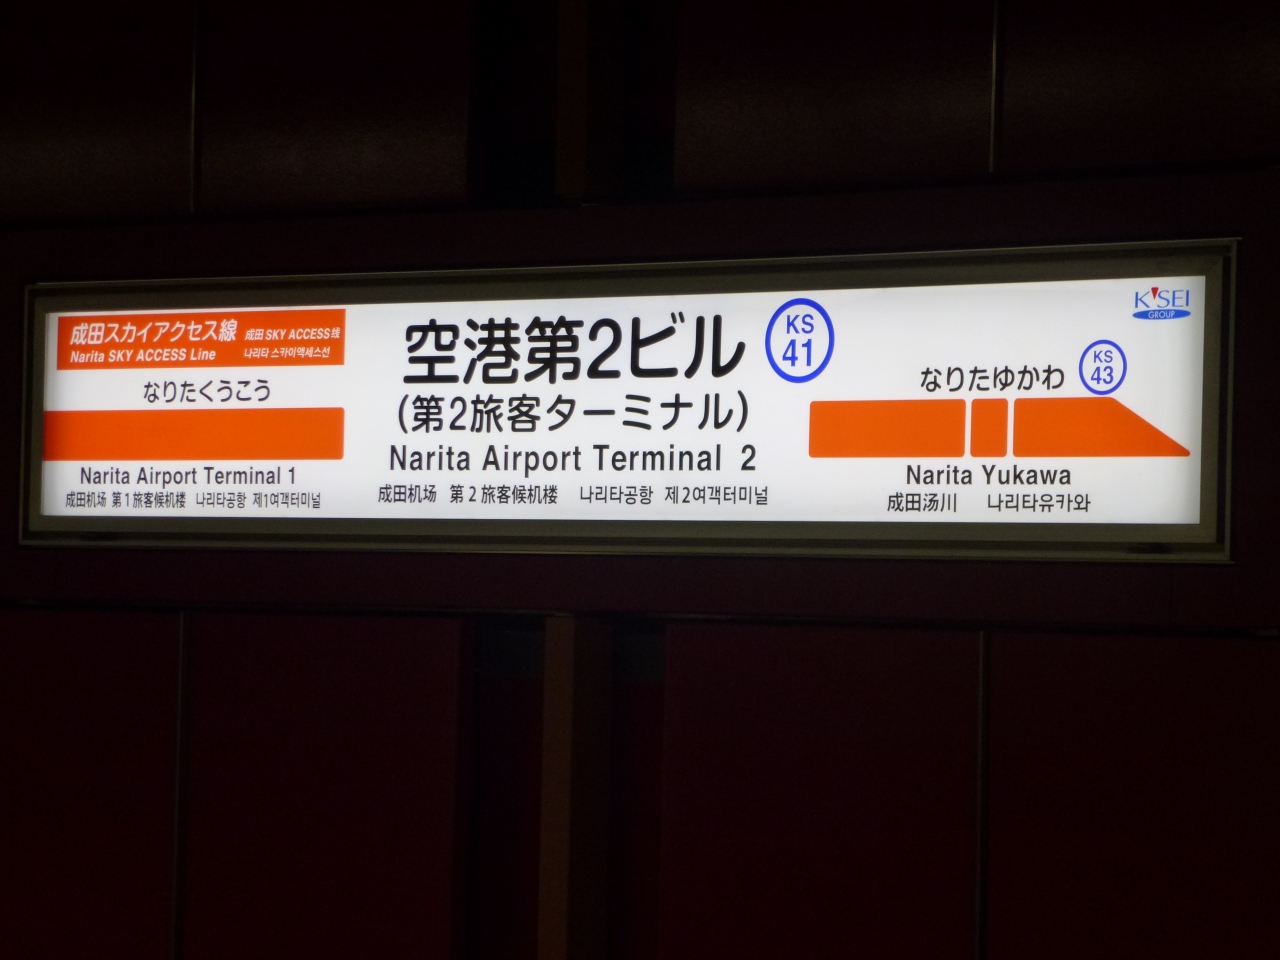 成田スカイアクセス線 成田 SKY ACCESS线
Narita SKY ACCESS Line 나리타 스카이액세스선
なりたくうこう
Narita Airport Terminal 1
成田机场 第1旅客候机楼 나리타공항 제1여객터미널
空港第2ビル
KS
41
(第2旅客ターミナル)
Narita Airport Terminal 2
成田机场 第2旅客候机楼 나리타공항 제2여객터미널
K'SEI
GROUP
なりたゆかわ
KS
43
Narita Yukawa
成田汤川 나리타유카와